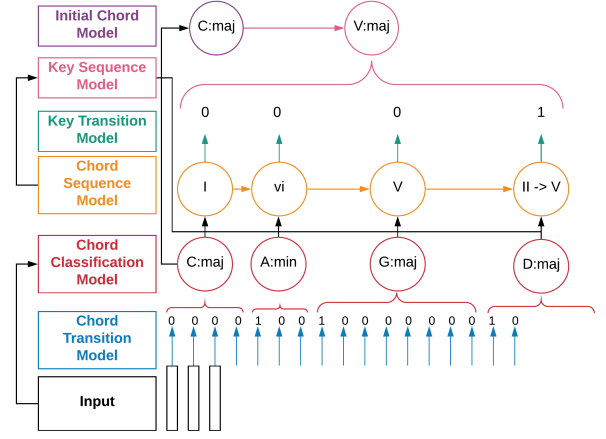 Initial Chord
Model
C:maj
V:maj
Key Sequence
Model
Key Transition
Model
0 0 0 1
Chord
Sequence
Model
I vi V II -> V
Chord
Classification
Model
C:maj A:min G:maj D:maj
Chord
Transition
Model
0 0 0 0 1 0 0 1 0 0 0 0 0 0 0 1 0
Input